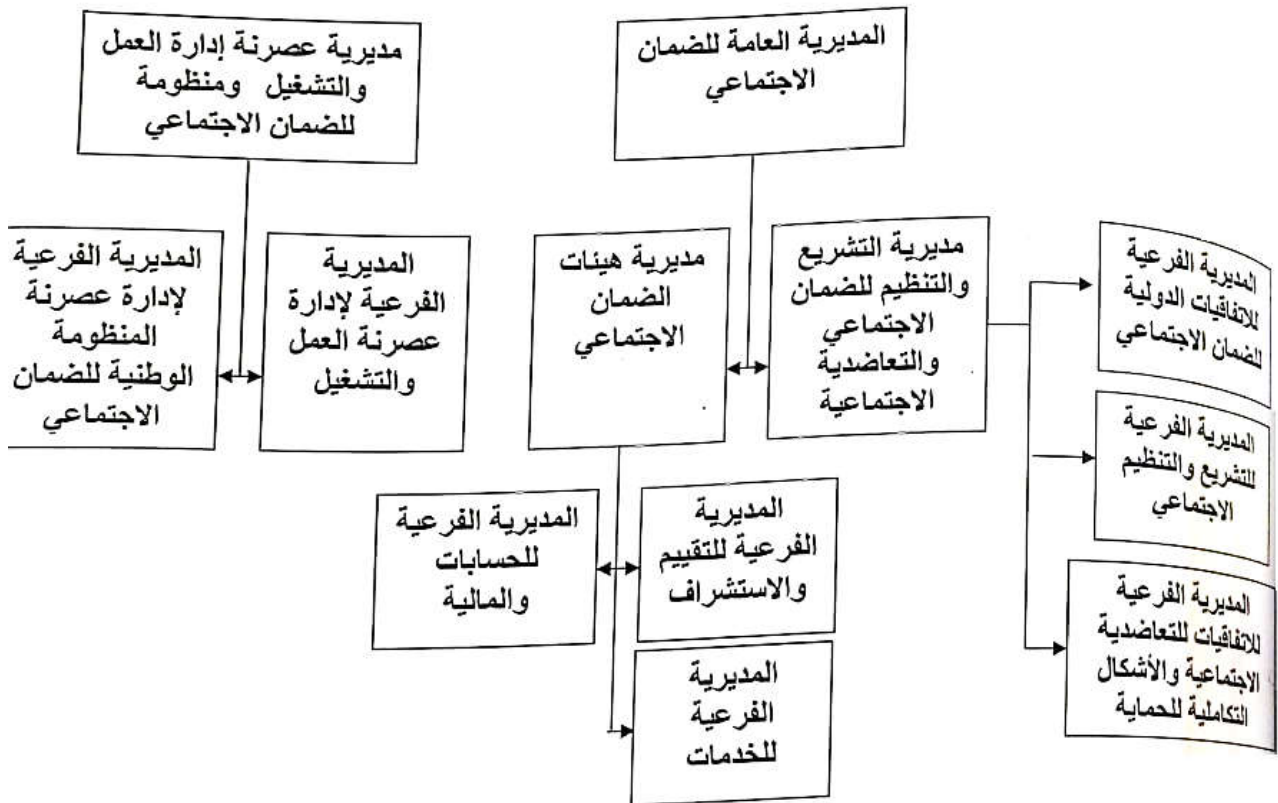 المديرية العامة للضمان
الاجتماعي
مديرية عصرنة إدارة العمل
والتشغيل ومنظومة
للضمان الاجتماعي
المديرية الفرعية
للاتفاقيات الدولية
للضمان الاجتماعي
مديرية التشريع
والتنظيم للضمان
الاجتماعي
والتعاضدية
الاجتماعية
مديرية هيئات
الضمان
الاجتماعي
المديرية
الفرعية لإدارة
عصرنة العمل
والتشغيل
المديرية الفرعية
لإدارة عصرنة
المنظومة
الوطنية للضمان
الاجتماعي
المديرية الفرعية
للتشريع والتنظيم
الاجتماعي
المديرية
الفرعية للتقييم
والاستشراف
المديرية الفرعية
للحسابات
والمالية
المديرية الفرعية
للاتفاقيات للتعاضدية
الاجتماعية والأشكال
التكاملية للحماية
المديرية
الفرعية
للخدمات